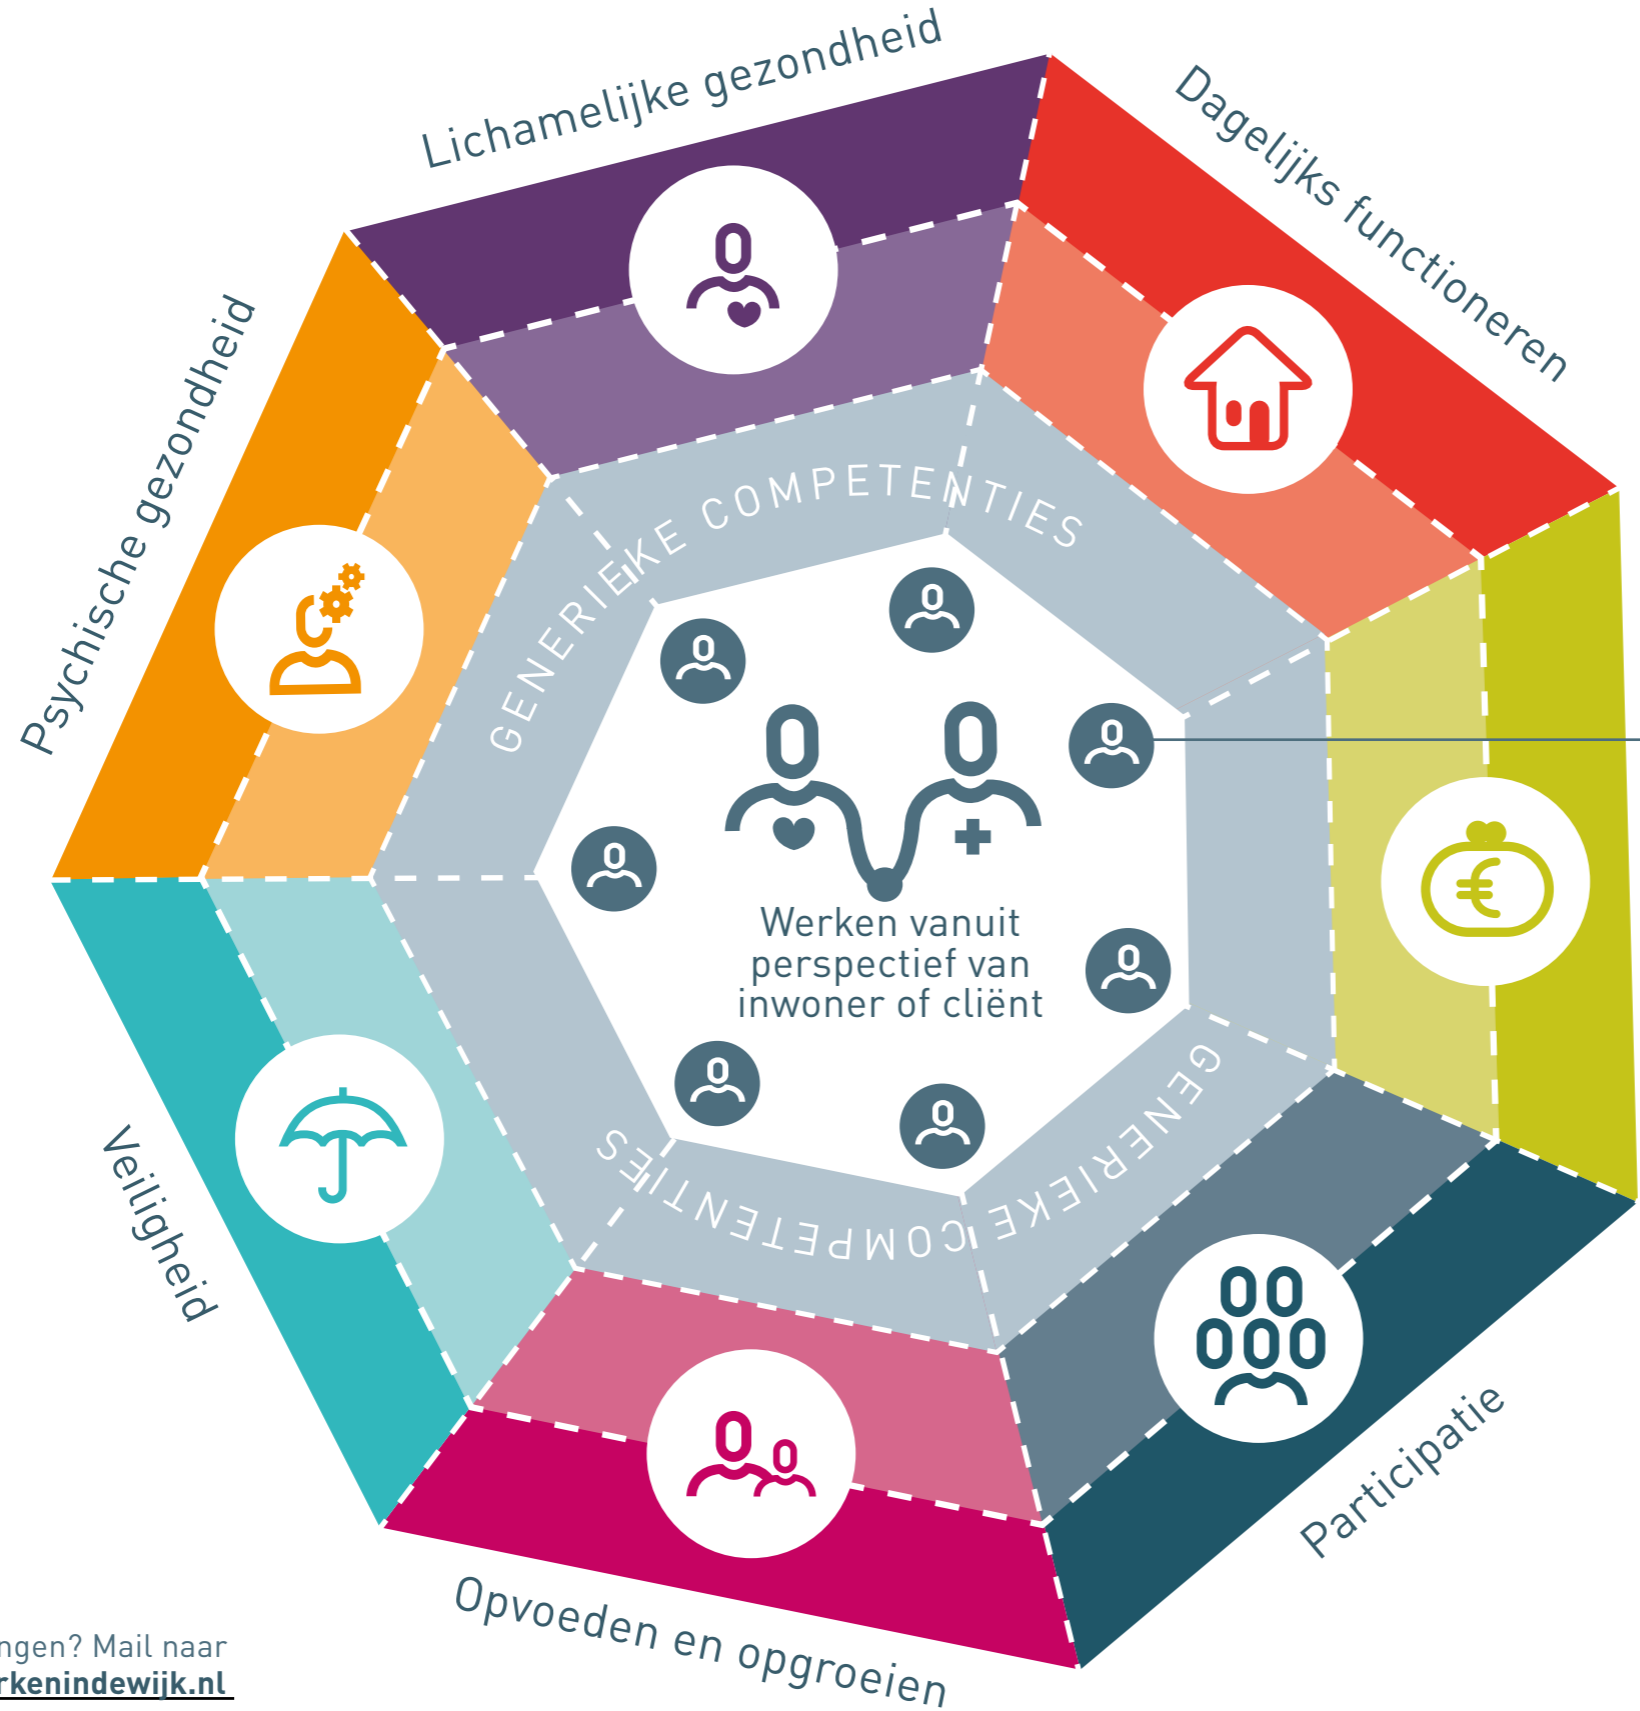 Lichamelijke gezondheid
Dagelijks functioneren
Psychische gezondheid
GENERIEKE COMPETENTIES
Werken vanuit
perspectief van
inwoner of cliënt
GENERIEKE COMPETENTIES
Veiligheid
Participatie
Opvoeden en opgroeien
ngen? Mail naar
rkenindewijk.nl